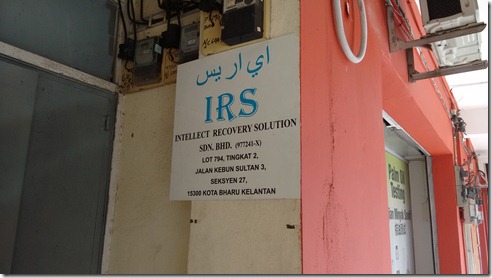 اي ار يس
IRS
INTELLECT RECOVERY SOLUTION
SDN. BHD. (977241-X)
LOT 794, TINGKAT 2,
JALAN KEBUN SULTAN 3,
SEKSYEN 27,
15300 KOTA BHARU KELANTAN